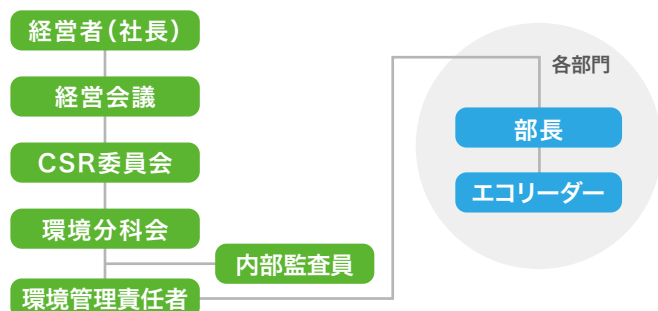 経営者（社長）
経営会議
CSR委員会
環境分科会
内部監査員
環境管理責任者
各部門
部長
エコリーダー